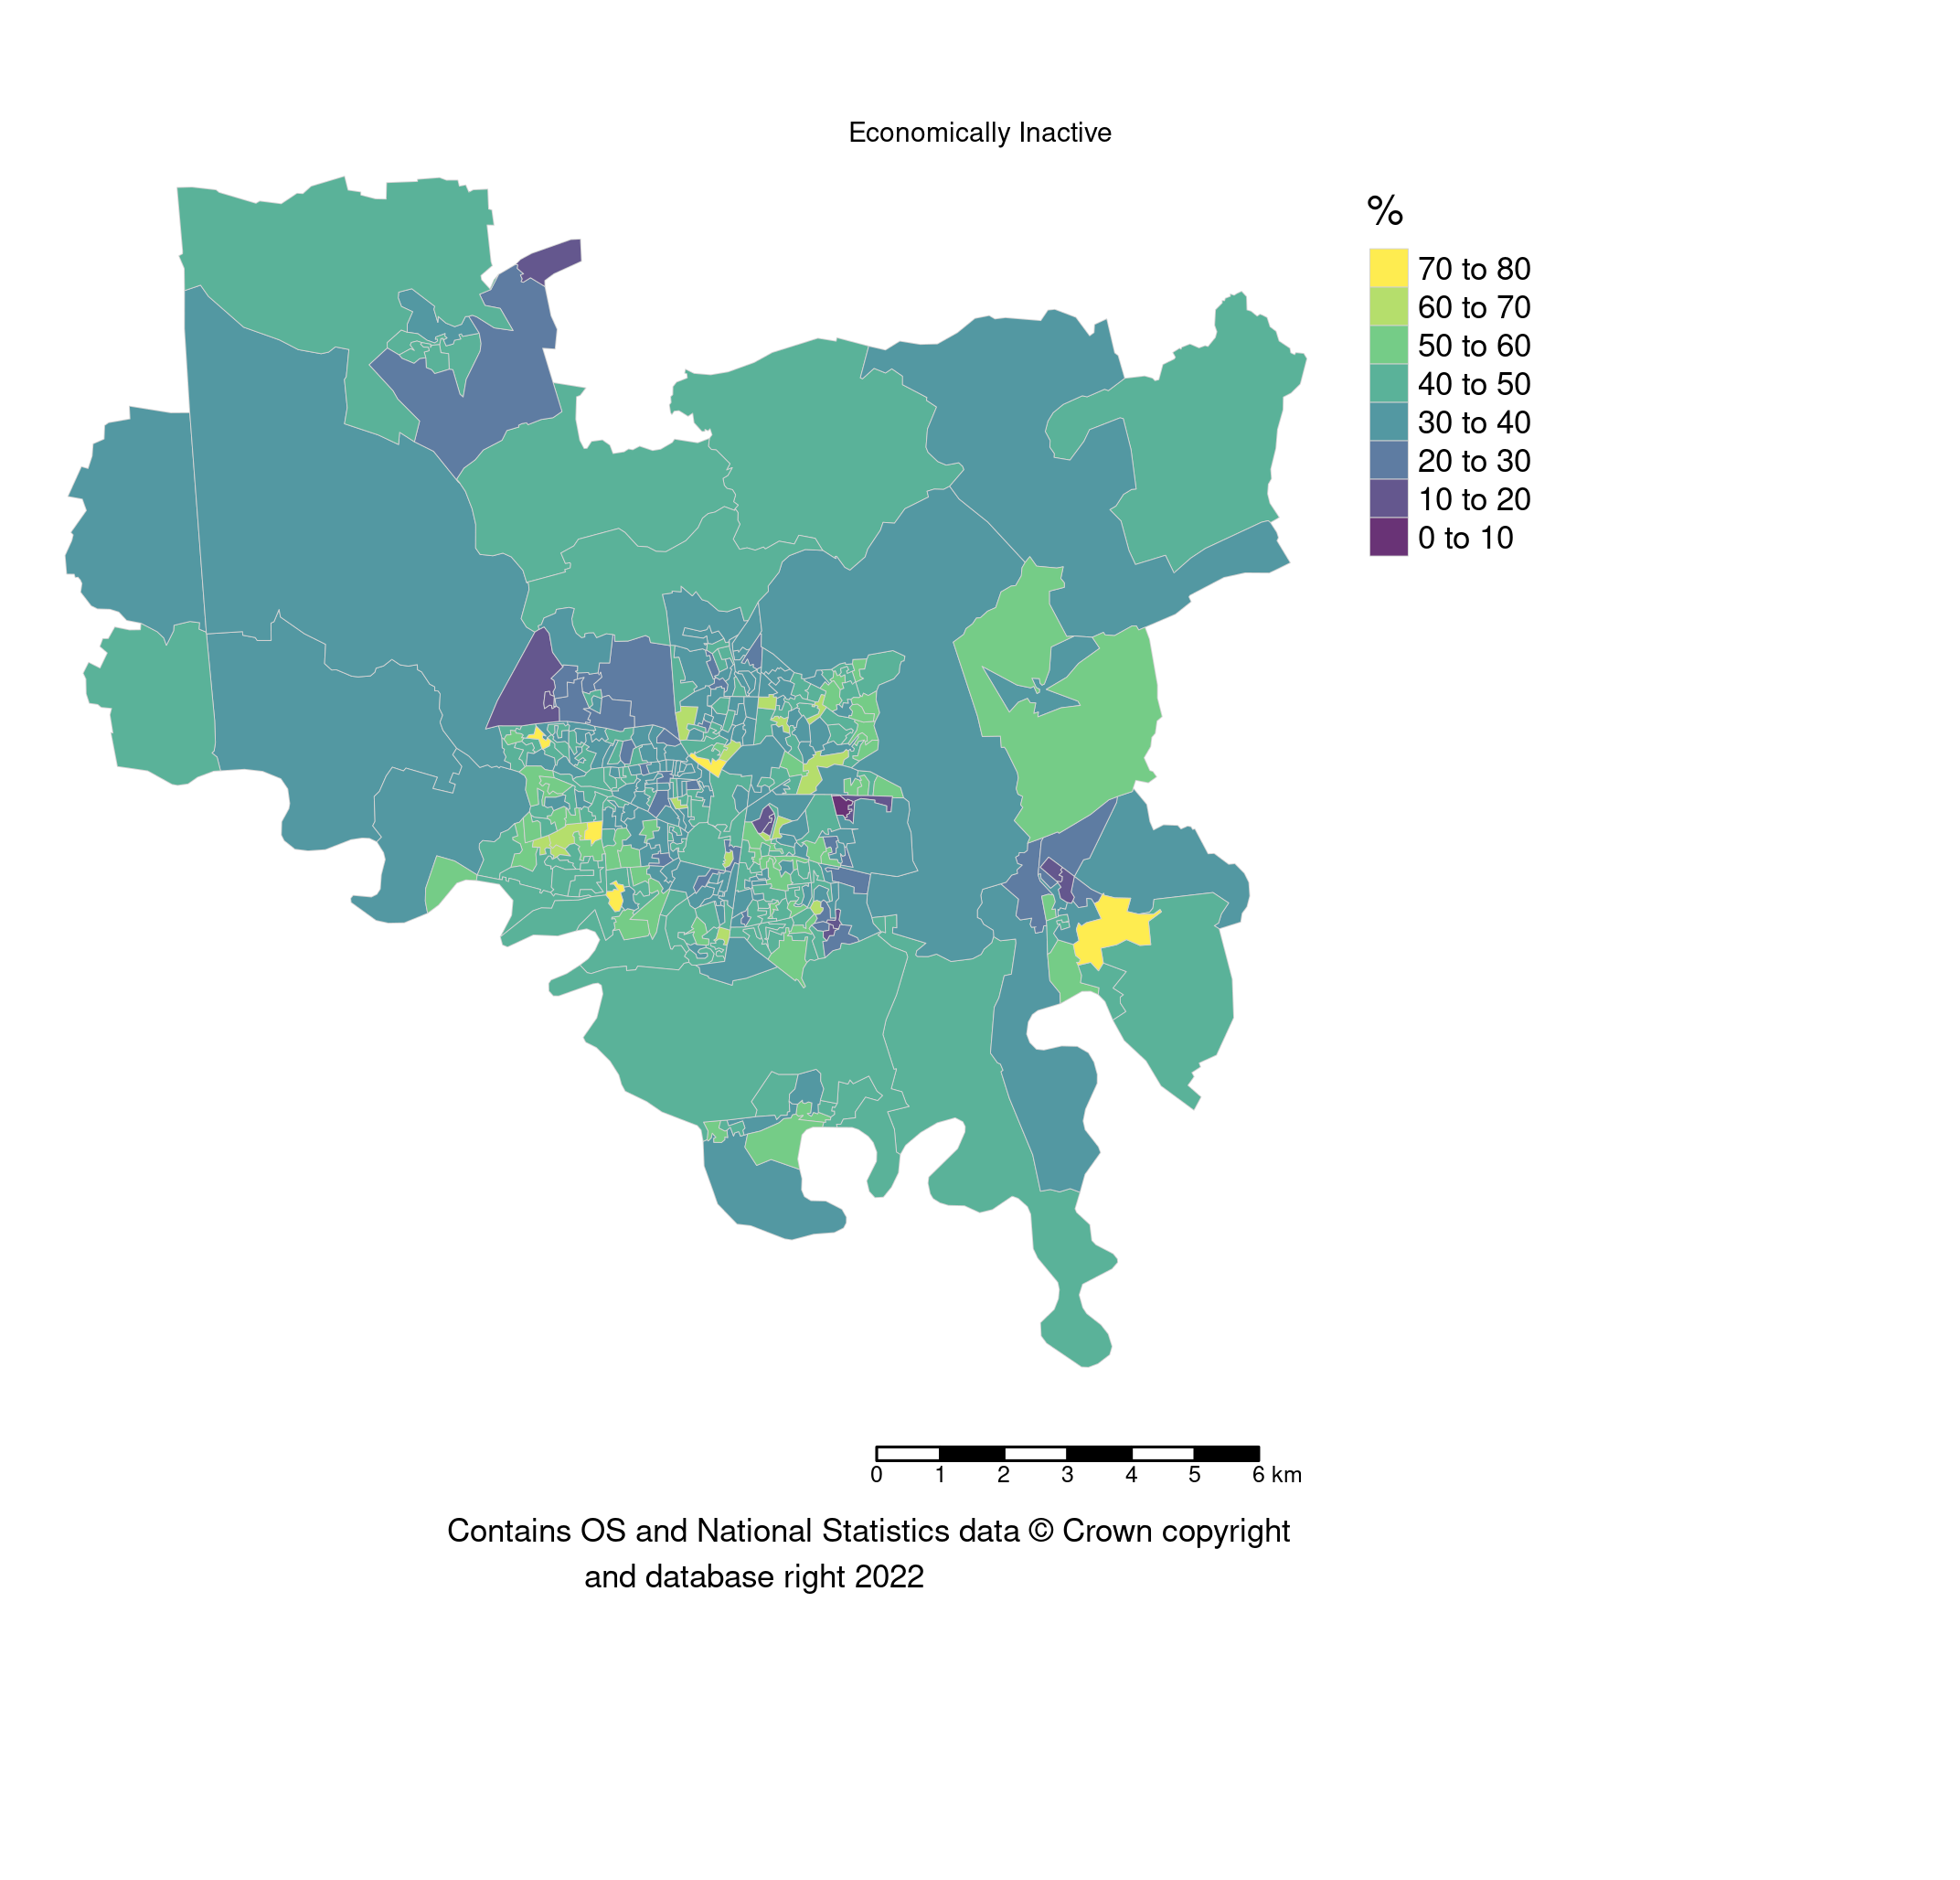 Economically Inactive
%
70 to 80
60 to 70
50 to 60
40 to 50
30 to 40
20 to 30
10 to 20
0 to 10
0 1 2 3 4 5 6 km
Contains OS and National Statistics data © Crown copyright
and database right 2022